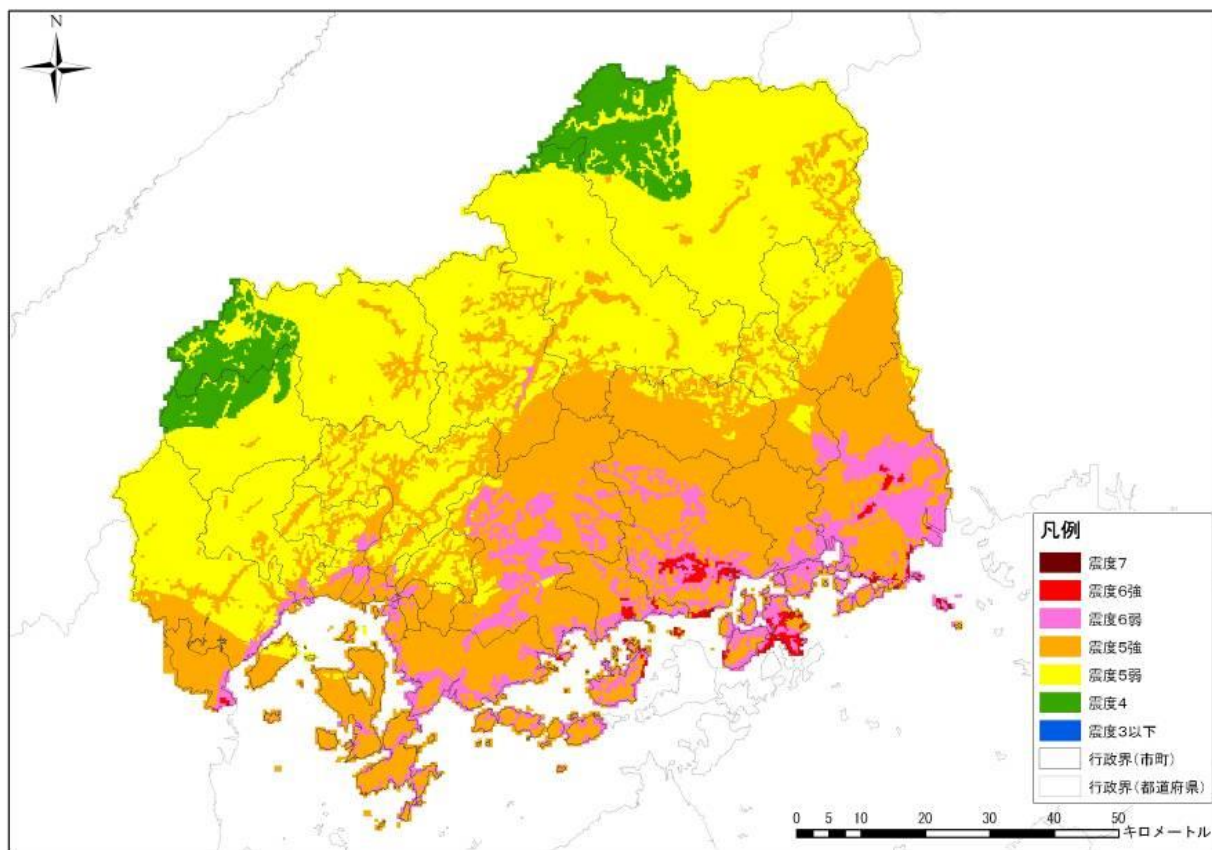 N
凡例
震度7
震度6強
震度6弱
震度5強
震度5弱
震度4
震度3以下
行政界(市町)
行政界(都道府県)
0 5 10 20 30 40 50
キロメートル